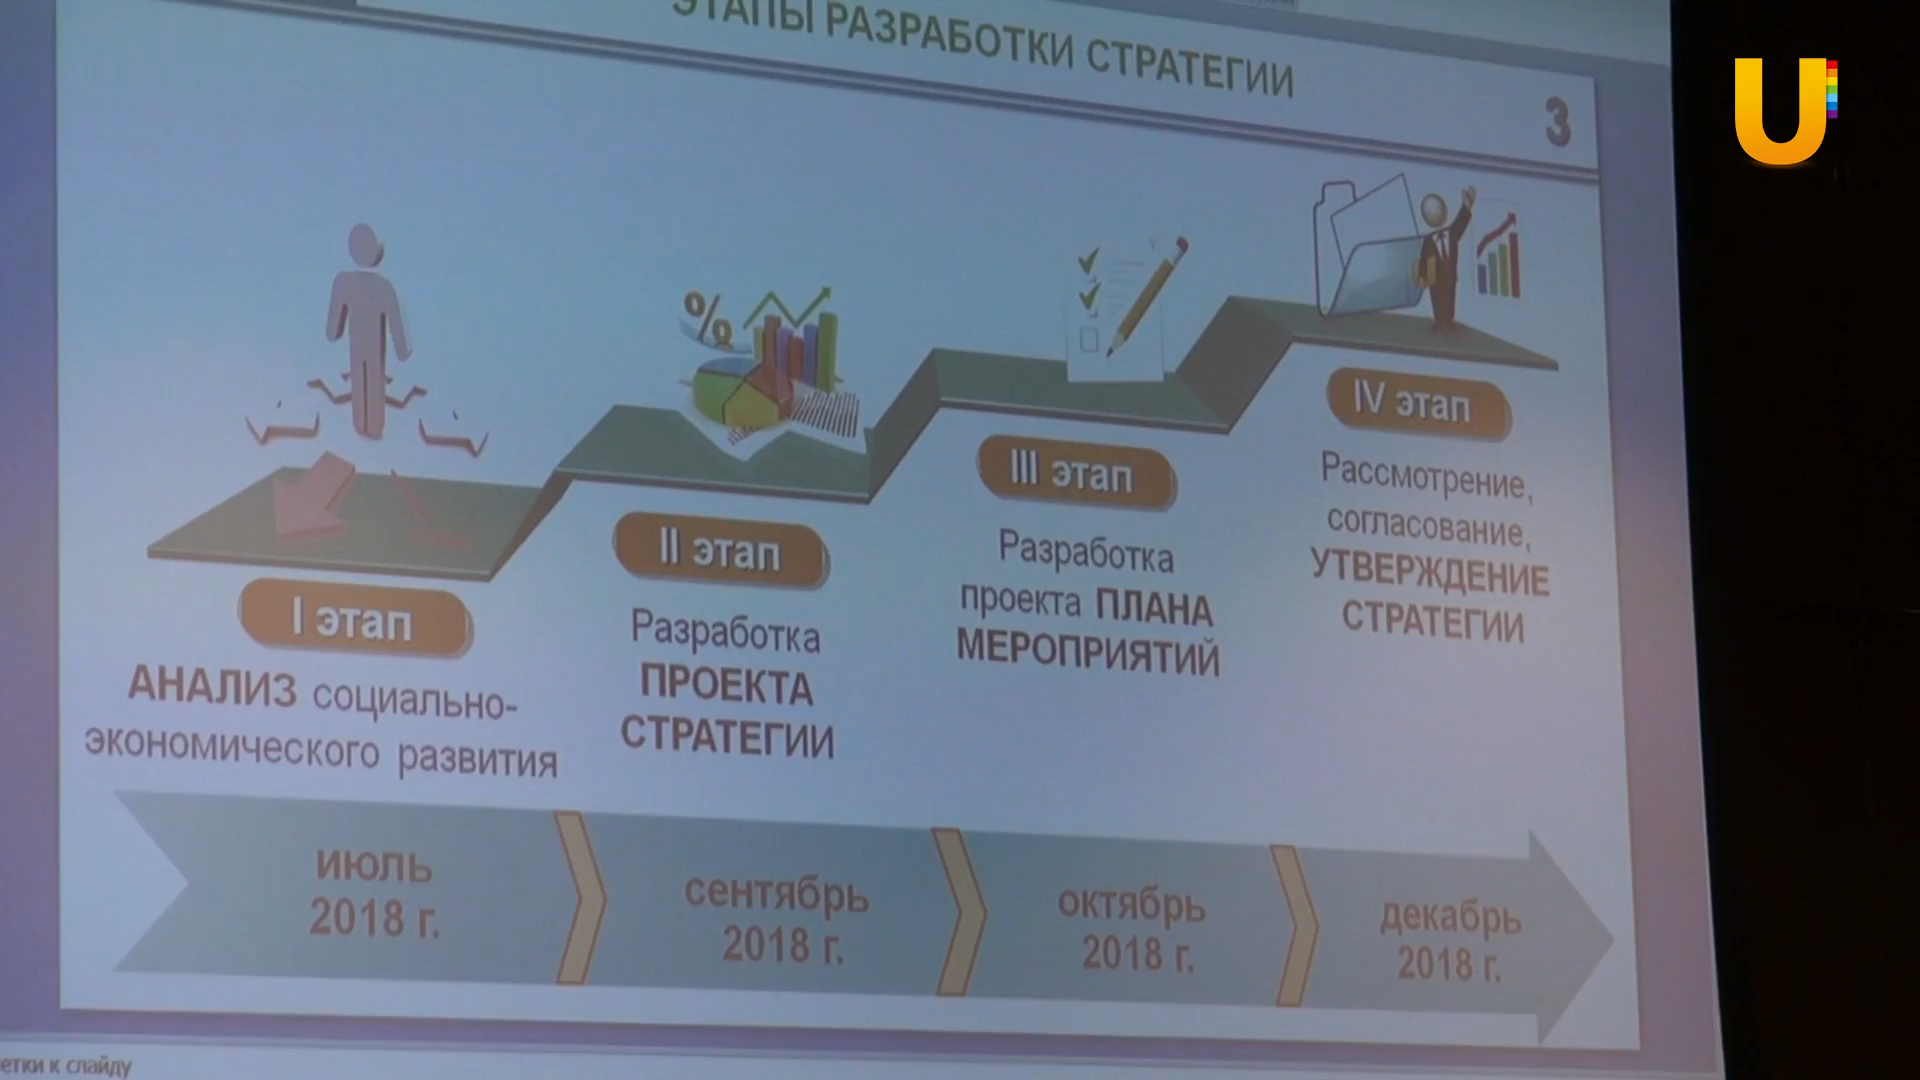 ЭТАПЫ РАЗРАБОТКИ СТРАТЕГИИ
3
U
%
I этап
АНАЛИЗ социально-
экономического развития
II этап
Разработка
ПРОЕКТА
СТРАТЕГИИ
III этап
Разработка
проекта ПЛАНА
МЕРОПРИЯТИЙ
IV этап
Рассмотрение,
согласование,
УТВЕРЖДЕНИЕ
СТРАТЕГИИ
июль
2018 г.
сентябрь
2018 г.
октябрь
2018 г.
декабрь
2018 г.
етки к слайду